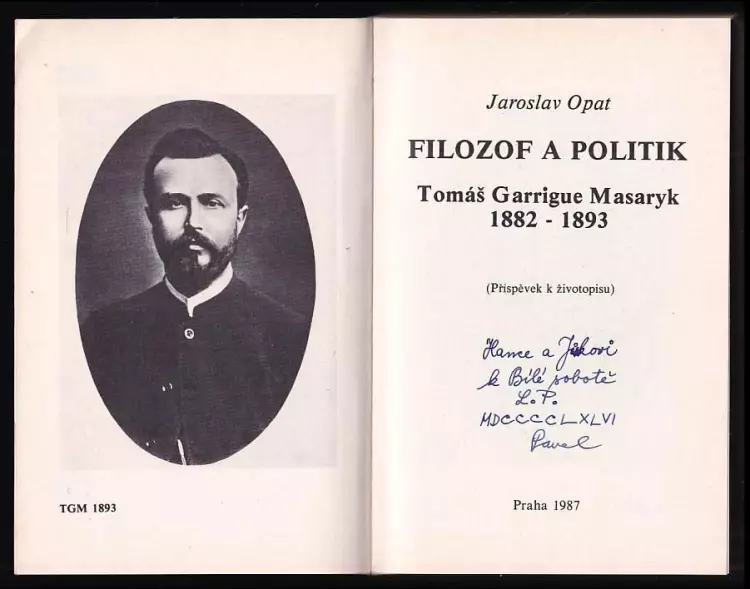 TGM 1893
Jaroslav Opat
FILOZOF A POLITIK
Tomáš Garrigue Masaryk
1882 - 1893
(Příspěvek k životopisu)
Hance a
k Bílé sobotě
L.P.
MDCCCCLXLVI
Pavel
Praha 1987